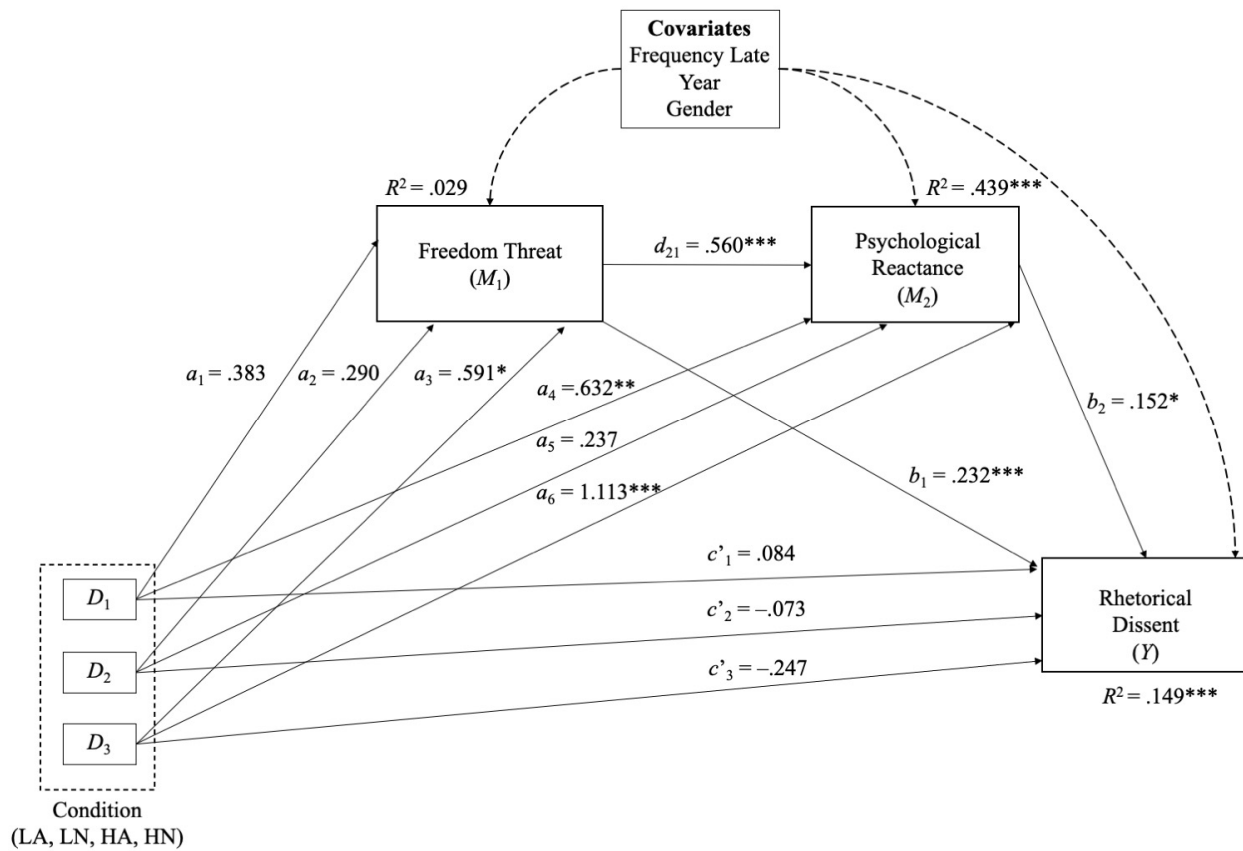 Covariates
Frequency Late
Year
Gender
R² = .029
R² = .439***
Freedom Threat
(M₁)
d₂₁ = .560***
Psychological
Reactance
(M₂)
a₁ = .383
a₂ = .290
a₃ = .591*
a₄ =.632**
a₅ = .237
a₆ = 1.113***
b₂ = .152*
b₁ = .232***
c’₁ = .084
c’₂ = –.073
c’₃ = –.247
D₁
D₂
D₃
Rhetorical
Dissent
(Y)
R² = .149***
Condition
(LA, LN, HA, HN)